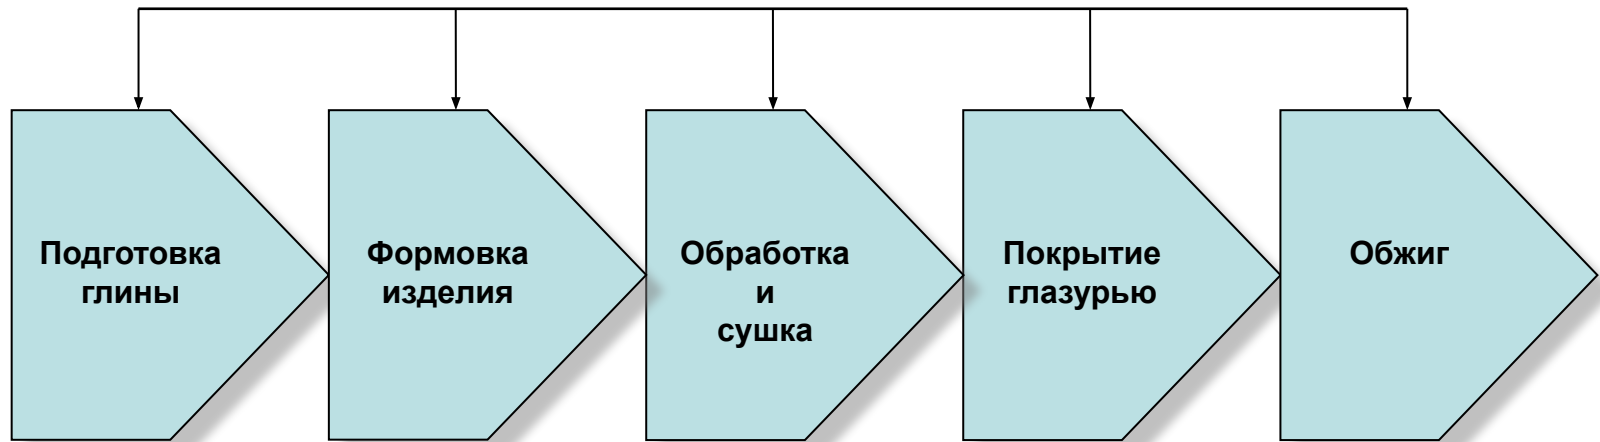 Подготовка
глины
Формовка
изделия
Обработка
и
сушка
Покрытие
глазурью
Обжиг